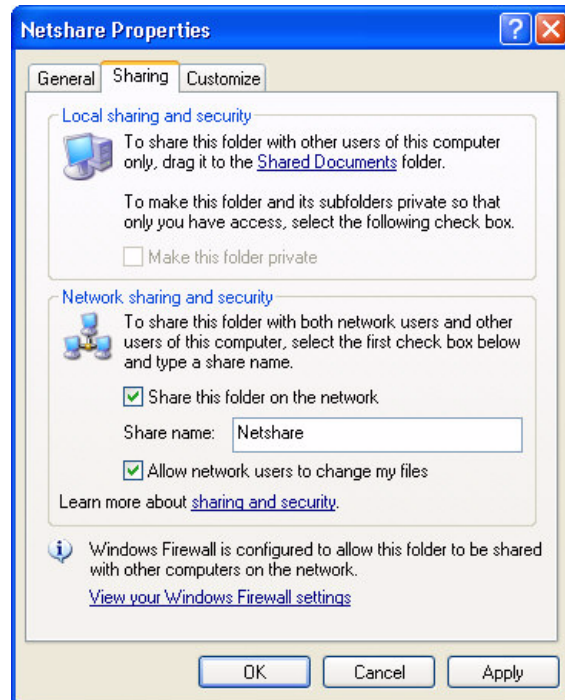 Netshare Properties
General Sharing Customize
Local sharing and security
To share this folder with other users of this computer
only, drag it to the Shared Documents folder.
To make this folder and its subfolders private so that
only you have access, select the following check box.
Make this folder private
Network sharing and security
To share this folder with both network users and other
users of this computer, select the first check box below
and type a share name.
Share this folder on the network
Share name: Netshare
Allow network users to change my files
Learn more about sharing and security.
Windows Firewall is configured to allow this folder to be shared
with other computers on the network.
View your Windows Firewall settings
OK Cancel Apply